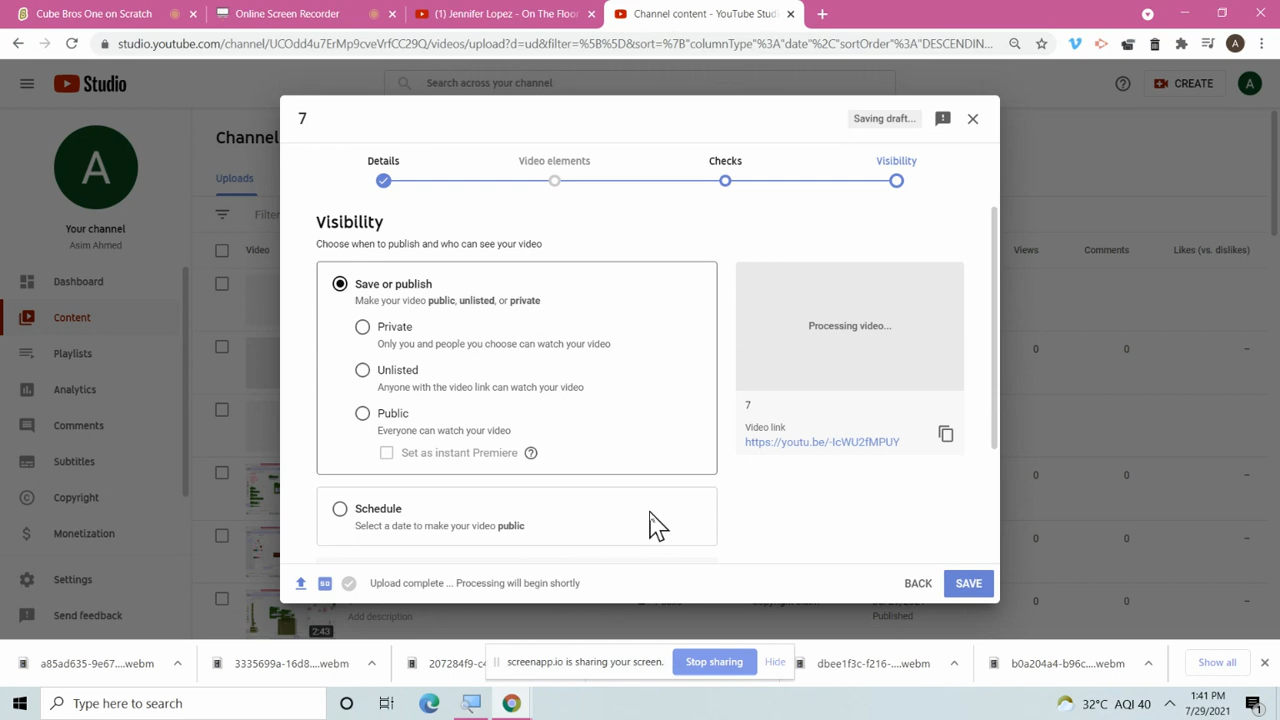 Cube Bros One on Scratch
Online Screen Recorder
(1) Jennifer Lopez - On The Floor
Channel content - YouTube Studio
studio.youtube.com/channel/UCOdd4u7ErMp9cveVrfCC29Q/videos/upload?d=ud&filter=%5B%5D&sort=%7B"columnType"%3A"date"%2C"sortOrder"%3A"DESCENDIN...
A
Studio
Search across your channel
CREATE
A
A
Your channel
Asim Ahmed
Dashboard
Content
Playlists
Analytics
Comments
Subtitles
Copyright
Monetization
Settings
Send feedback
Channel
Uploads
Filter
Video
Views
Comments
Likes (vs. dislikes)
0 0 –
0 0 –
0 0 –
0 0 –
0 0 –
2:43
Add description
Published
7
Saving draft...
Details
Video elements
Checks
Visibility
Visibility
Choose when to publish and who can see your video
Save or publish
Make your video public, unlisted, or private
Private
Only you and people you choose can watch your video
Unlisted
Anyone with the video link can watch your video
Public
Everyone can watch your video
Set as instant Premiere
Schedule
Select a date to make your video public
Processing video...
7
Video link
https://youtu.be/-IcWU2fMPUY
SD
Upload complete ... Processing will begin shortly
BACK
SAVE
a85ad635-9e67....webm
3335699a-16d8....webm
207284f9-c4
screenapp.io is sharing your screen.
Stop sharing
Hide
dbee1f3c-f216-....webm
b0a204a4-b96c....webm
Show all
Type here to search
32°C AQI 40
1:41 PM
7/29/2021
1